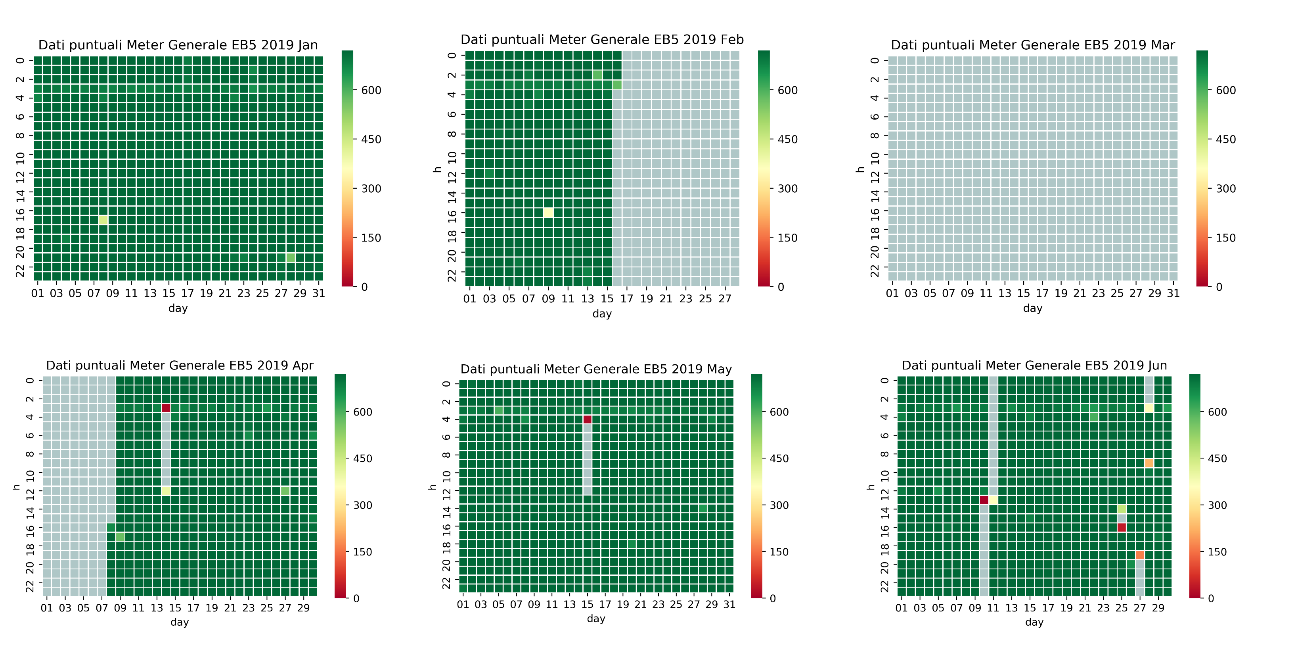 Dati puntuali Meter Generale EB5 2019 Jan
0 2 4 6 8 10 12 14 16 18 20 22
01 03 05 07 09 11 13 15 17 19 21 23 25 27 29 31
day
600
450
300
150
0
Dati puntuali Meter Generale EB5 2019 Feb
h
0 2 4 6 8 10 12 14 16 18 20 22
01 03 05 07 09 11 13 15 17 19 21 23 25 27
day
600
450
300
150
0
Dati puntuali Meter Generale EB5 2019 Mar
h
0 2 4 6 8 10 12 14 16 18 20 22
01 03 05 07 09 11 13 15 17 19 21 23 25 27 29 31
day
600
450
300
150
0
Dati puntuali Meter Generale EB5 2019 Apr
h
0 2 4 6 8 10 12 14 16 18 20 22
01 03 05 07 09 11 13 15 17 19 21 23 25 27 29
day
600
450
300
150
0
Dati puntuali Meter Generale EB5 2019 May
h
0 2 4 6 8 10 12 14 16 18 20 22
01 03 05 07 09 11 13 15 17 19 21 23 25 27 29 31
day
600
450
300
150
0
Dati puntuali Meter Generale EB5 2019 Jun
h
0 2 4 6 8 10 12 14 16 18 20 22
01 03 05 07 09 11 13 15 17 19 21 23 25 27 29
day
600
450
300
150
0